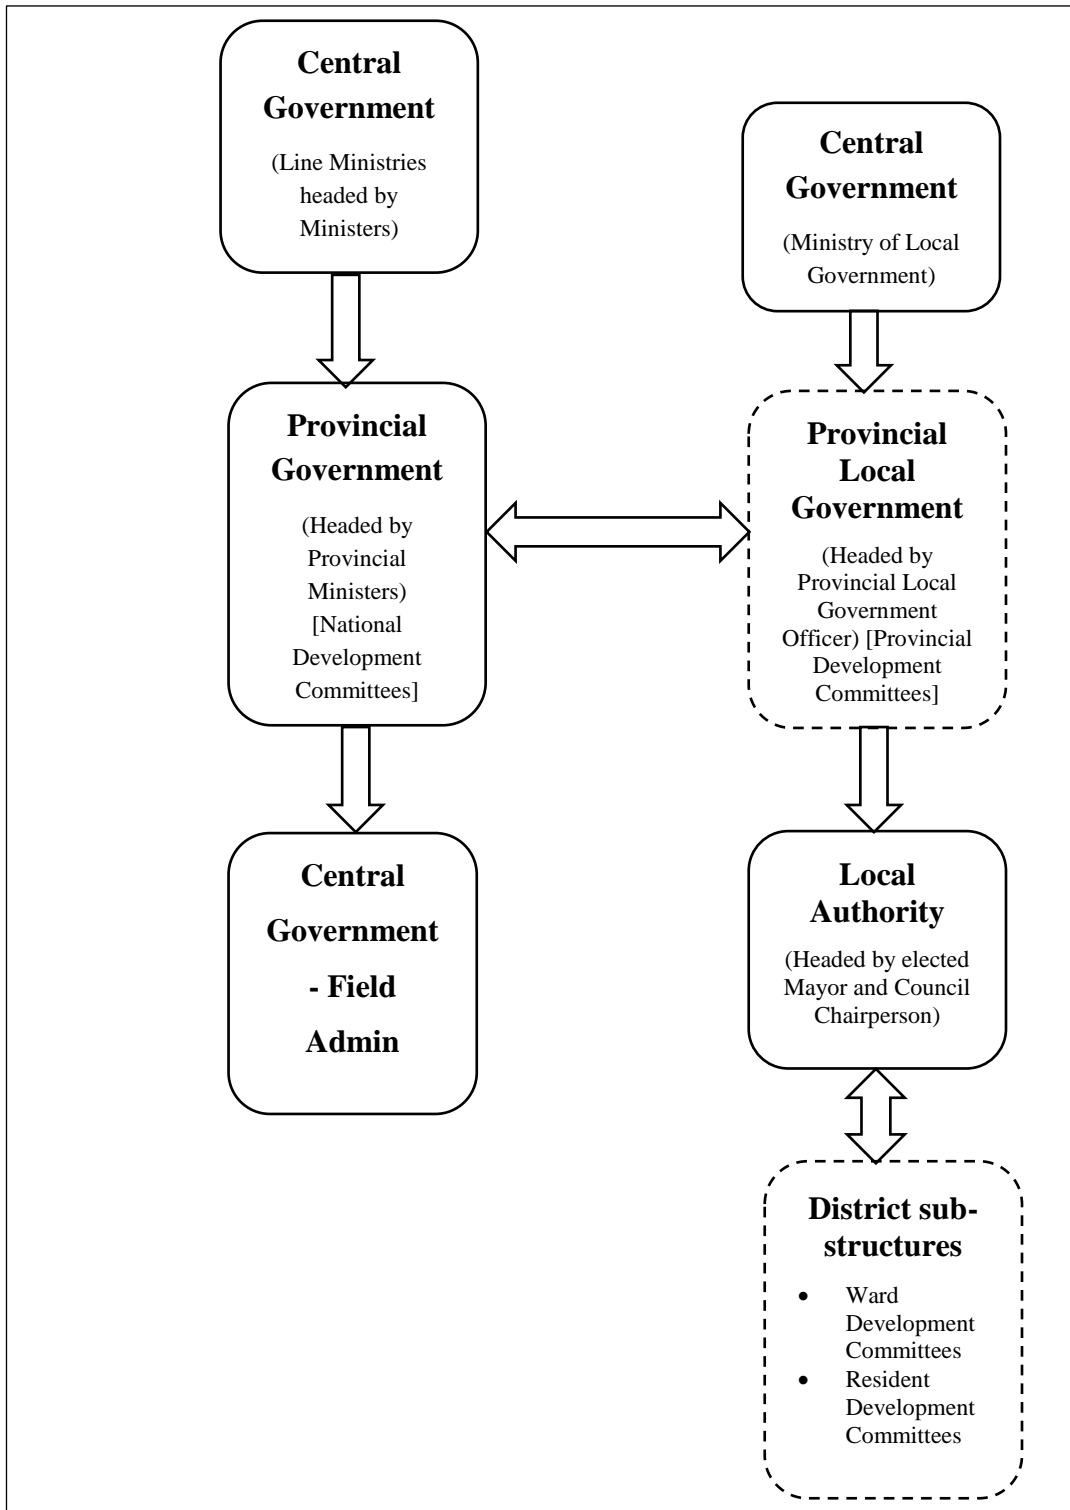 Central
Government
(Line Ministries
headed by
Ministers)
Central
Government
(Ministry of Local
Government)
Provincial
Government
(Headed by
Provincial
Ministers)
[National
Development
Committees]
Provincial
Local
Government
(Headed by
Provincial Local
Government
Officer) [Provincial
Development
Committees]
Central
Government
- Field
Admin
Local
Authority
(Headed by elected
Mayor and Council
Chairperson)
District sub-
structures
• Ward
Development
Committees
• Resident
Development
Committees